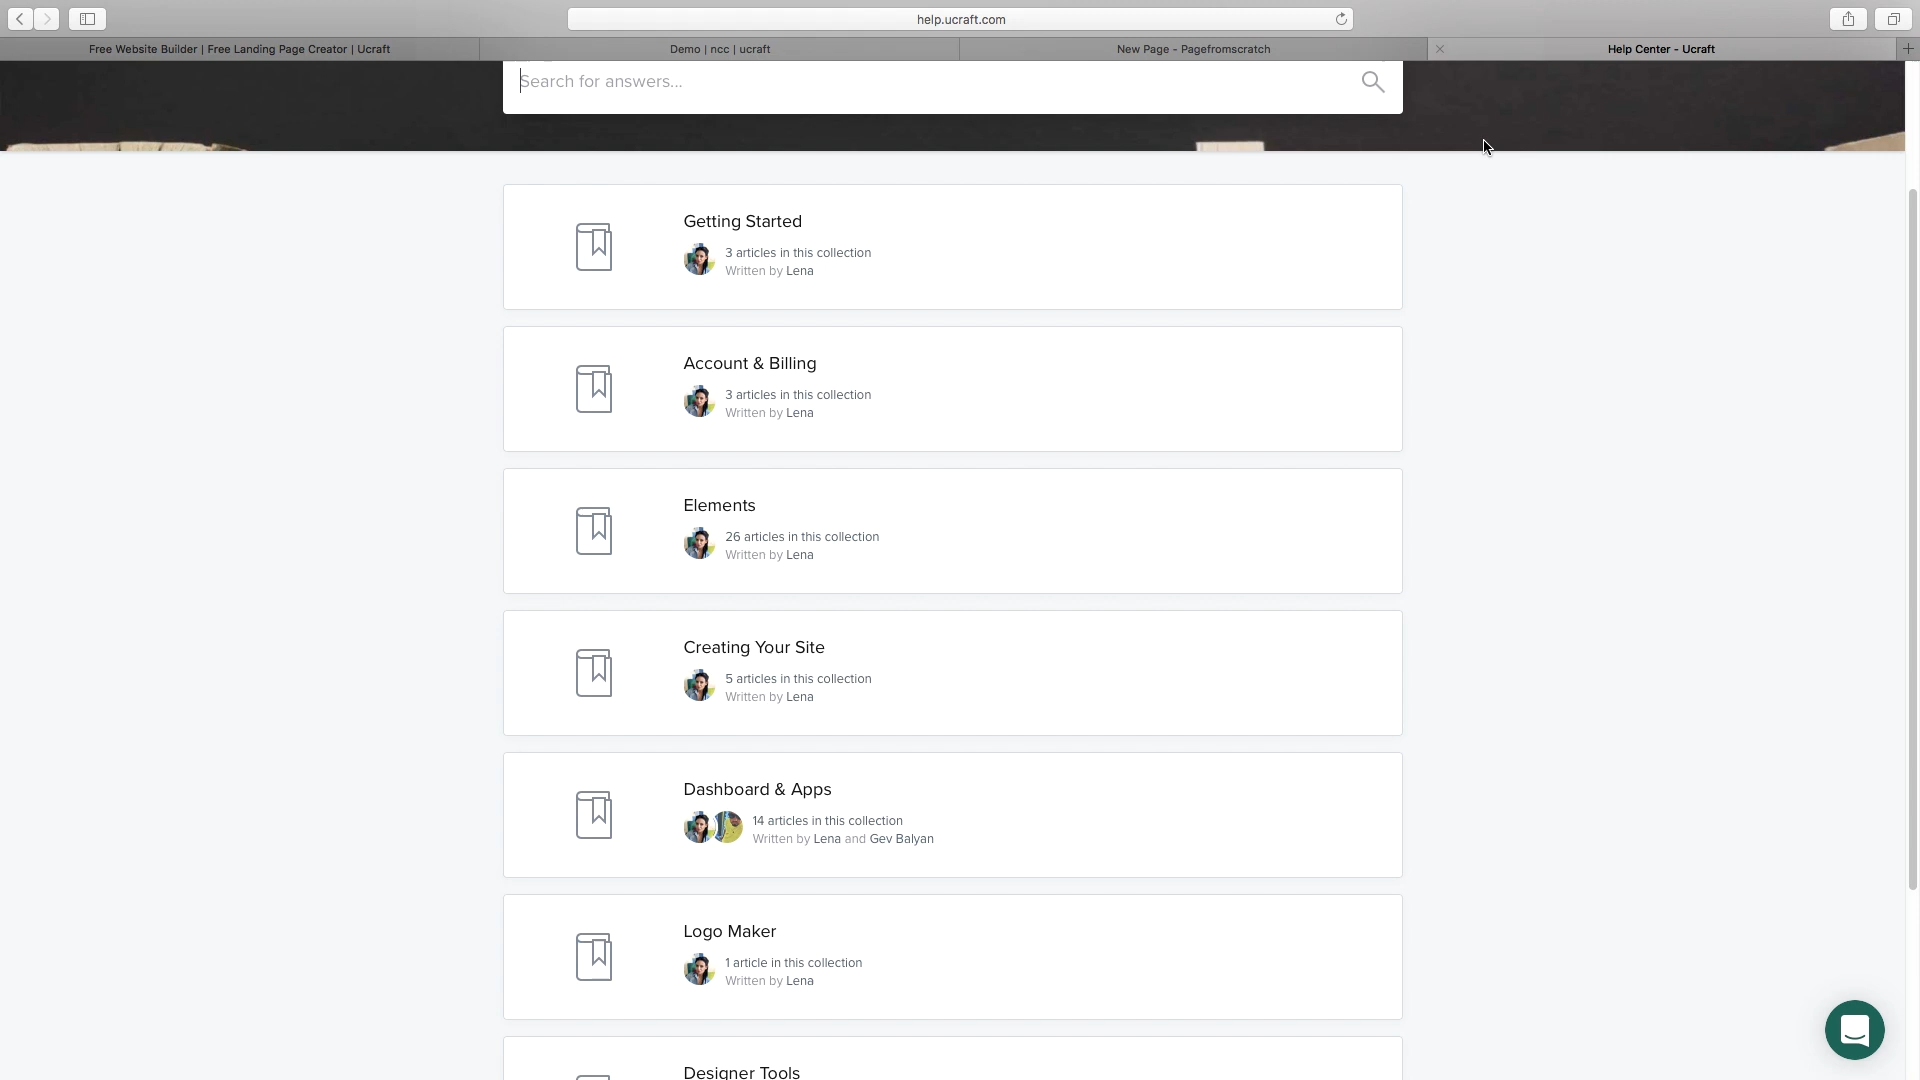 help.ucraft.com
Free Website Builder | Free Landing Page Creator | Ucraft
Demo | ncc | ucraft
New Page - Pagefromscratch
Help Center - Ucraft
Search for answers...
Getting Started
3 articles in this collection
Written by Lena
Account & Billing
3 articles in this collection
Written by Lena
Elements
26 articles in this collection
Written by Lena
Creating Your Site
5 articles in this collection
Written by Lena
Dashboard & Apps
14 articles in this collection
Written by Lena and Gev Balyan
Logo Maker
1 article in this collection
Written by Lena
Designer Tools